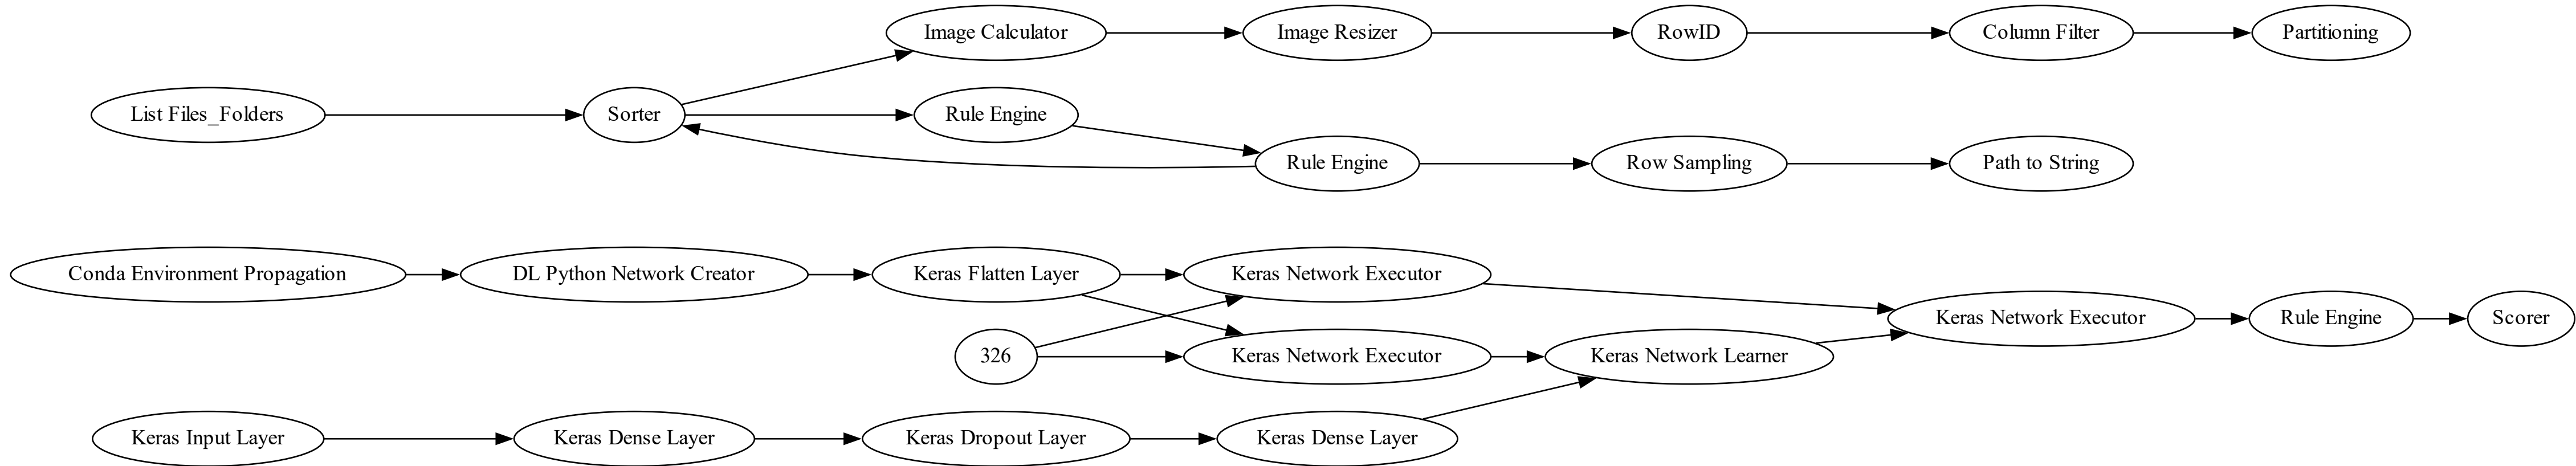 Image Calculator
Image Resizer
RowID
Column Filter
Partitioning
List Files_Folders
Sorter
Rule Engine
Rule Engine
Row Sampling
Path to String
Conda Environment Propagation
DL Python Network Creator
Keras Flatten Layer
Keras Network Executor
326
Keras Network Executor
Keras Network Learner
Keras Network Executor
Rule Engine
Scorer
Keras Input Layer
Keras Dense Layer
Keras Dropout Layer
Keras Dense Layer